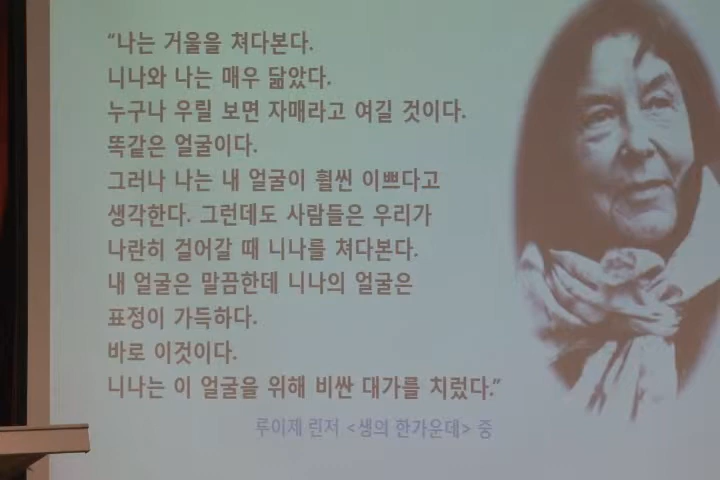 “나는 거울을 쳐다본다.
니나와 나는 매우 닮았다.
누구나 우릴 보면 자매라고 여길 것이다.
똑같은 얼굴이다.
그러나 나는 내 얼굴이 훨씬 이쁘다고
생각한다. 그런데도 사람들은 우리가
나란히 걸어갈 때 니나를 쳐다본다.
내 얼굴은 말끔한데 니나의 얼굴은
표정이 가득하다.
바로 이것이다.
니나는 이 얼굴을 위해 비싼 대가를 치렀다.”
루이제 린저 <생의 한가운데> 중